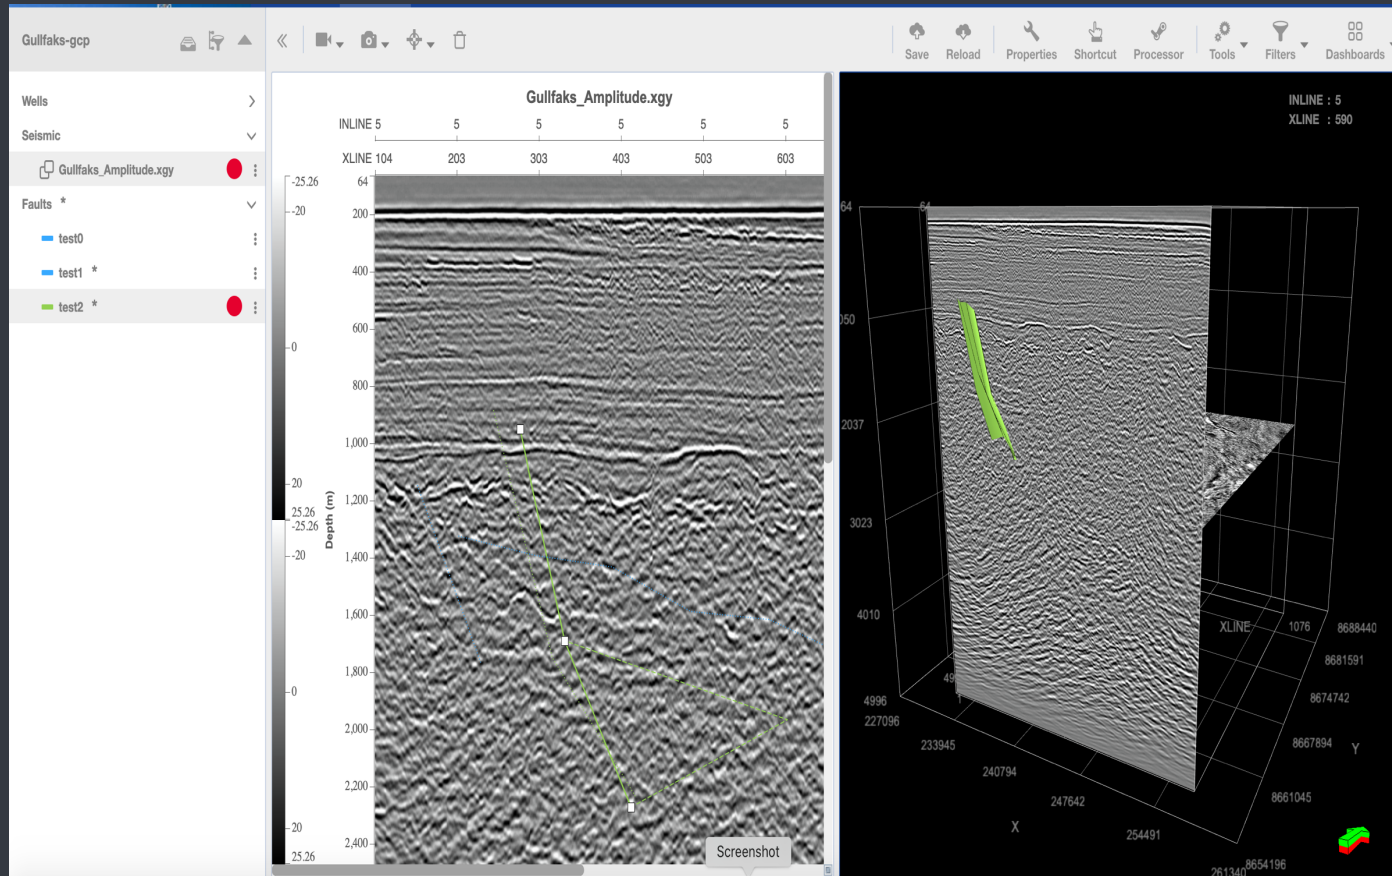 Gullfaks-gcp
Save Reload Properties Shortcut Processor Tools Filters Dashboards
Wells
Seismic
Gullfaks_Amplitude.xgy
Faults *
test0
test1 *
test2 *
Gullfaks_Amplitude.xgy
INLINE 5 5 5 5 5 5
XLINE 104 203 303 403 503 603
-25.26
-20
0
20
25.26
-25.26
-20
0
20
25.26
Depth (m)
64
200
400
600
800
1,000
1,200
1,400
1,600
1,800
2,000
2,200
2,400
Screenshot
INLINE : 5
XLINE : 590
64 64
050
2037
3023
4010
4996
49
227096
233945
240794
247642
254491
261340
X
XLINE 1076
8688440
8681591
8674742
8667894
Y
8661045
8654196